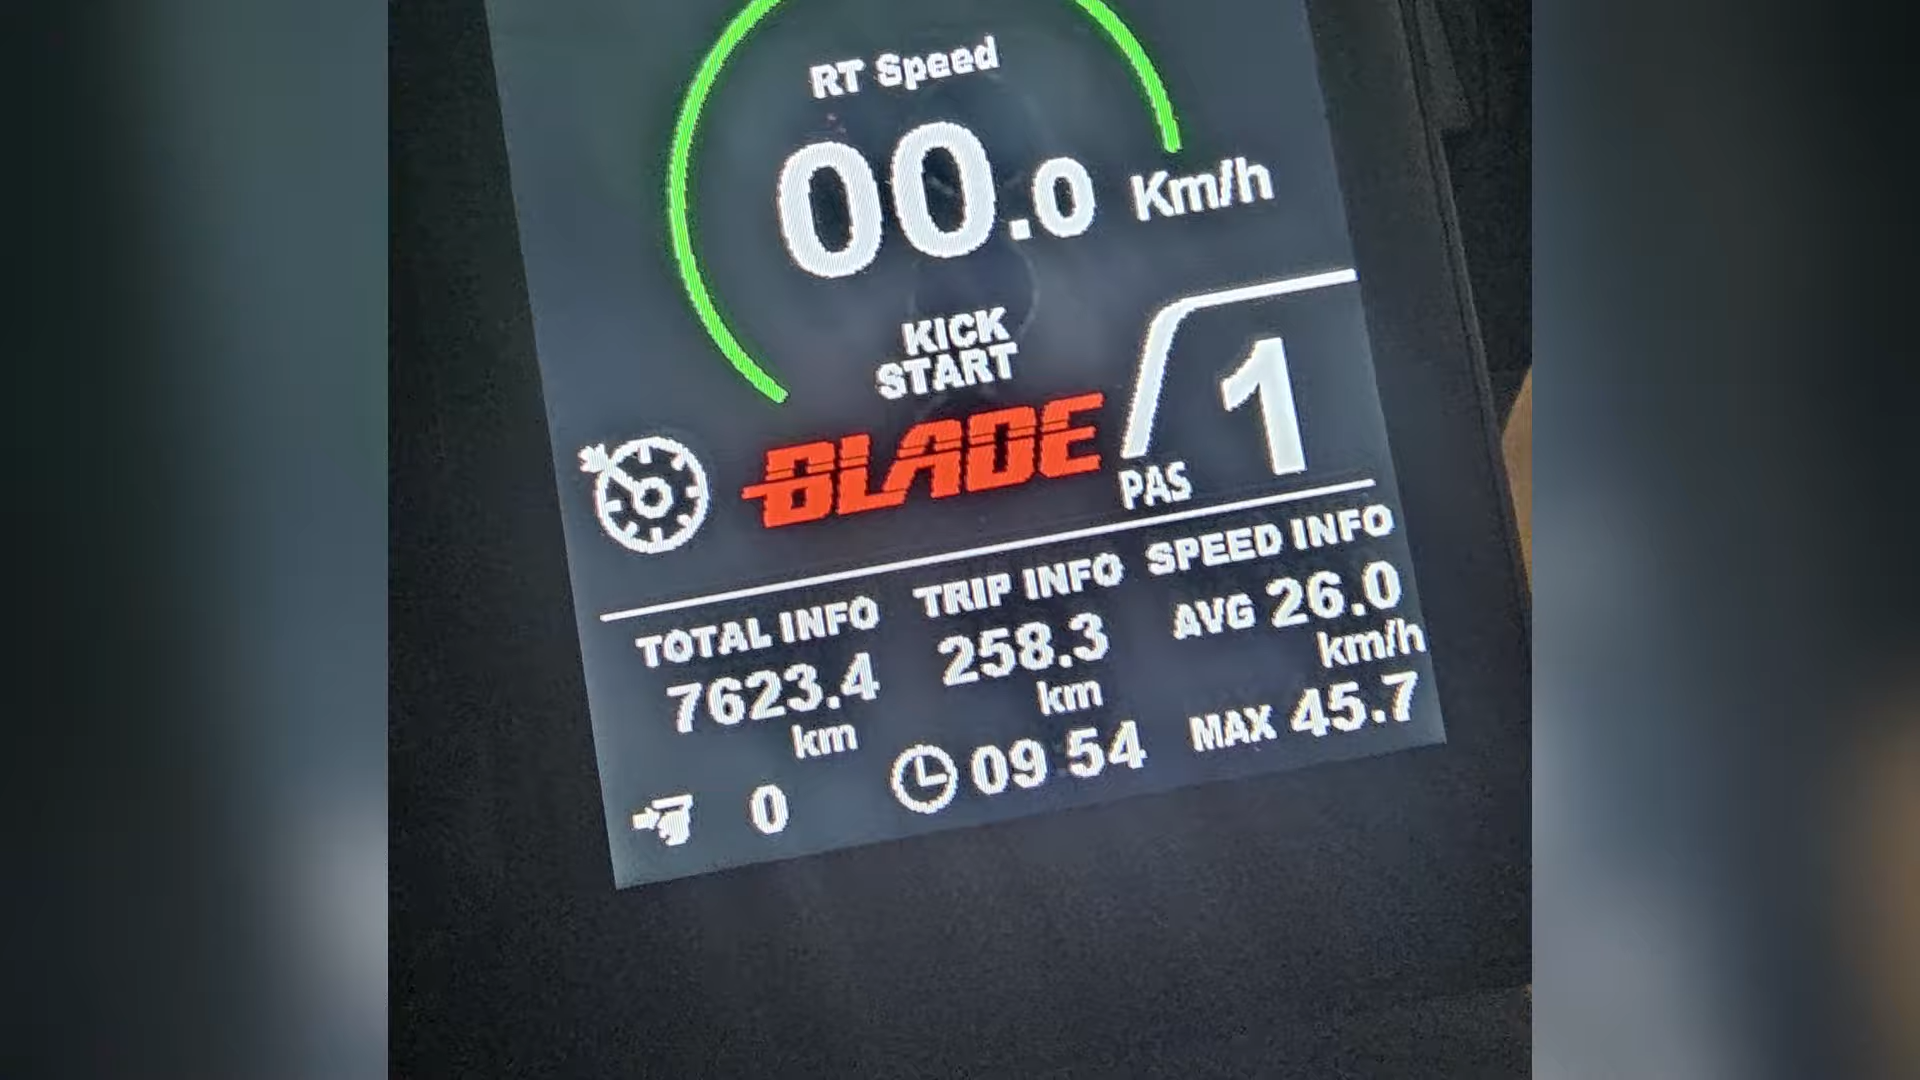 RT Speed
00.0 Km/h
KICK
START
BLADE
PAS 1
TOTAL INFO
7623.4
km
0
TRIP INFO
258.3
km
09 54
SPEED INFO
AVG 26.0
km/h
MAX 45.7